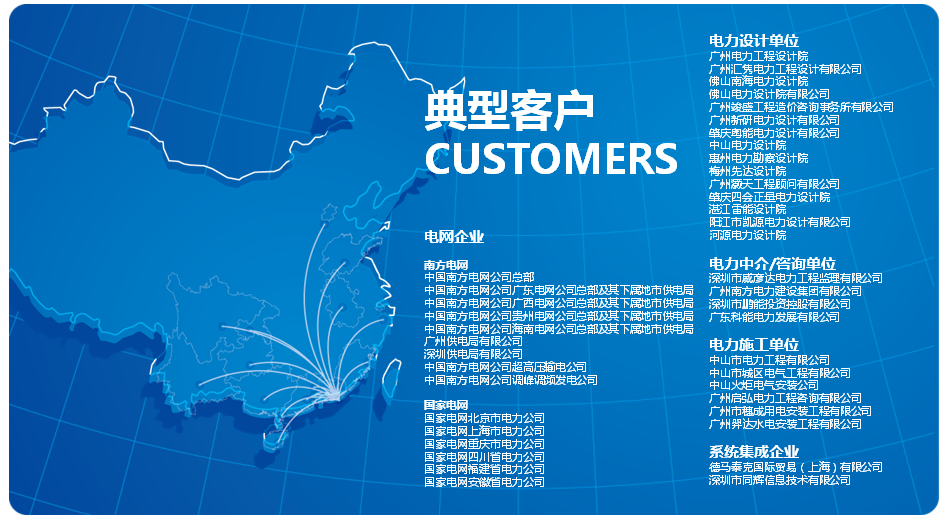 典型客户
CUSTOMERS
电网企业
南方电网
中国南方电网公司总部
中国南方电网公司广东电网公司总部及其下属地市供电局
中国南方电网公司广西电网公司总部及其下属地市供电局
中国南方电网公司贵州电网公司总部及其下属地市供电局
中国南方电网公司海南电网公司总部及其下属地市供电局
广州供电局有限公司
深圳供电局有限公司
中国南方电网公司超高压输电公司
中国南方电网公司调峰调频发电公司
国家电网
国家电网北京市电力公司
国家电网上海市电力公司
国家电网重庆市电力公司
国家电网四川省电力公司
国家电网福建省电力公司
国家电网安徽省电力公司
电力设计单位
广州电力工程设计院
广州汇隽电力工程设计有限公司
佛山南海电力设计院
佛山电力设计院有限公司
广州竣盛工程造价咨询事务所有限公司
广州新研电力设计有限公司
肇庆粤能电力设计有限公司
中山电力设计院
惠州电力勘察设计院
梅州先达设计院
广州灏天工程顾问有限公司
肇庆四会正阜电力设计院
湛江雷能设计院
阳江市凯源电力设计有限公司
河源电力设计院
电力中介/咨询单位
深圳市威彦达电力工程监理有限公司
广州南方电力建设集团有限公司
深圳市鹏能投资控股有限公司
广东科能电力发展有限公司
电力施工单位
中山市电力工程有限公司
中山市城区电气工程有限公司
中山火炬电气安装公司
广州启弘电力工程咨询有限公司
广州市穗成用电安装工程有限公司
广州羿达水电安装工程有限公司
系统集成企业
德马泰克国际贸易（上海）有限公司
深圳市同辉信息技术有限公司